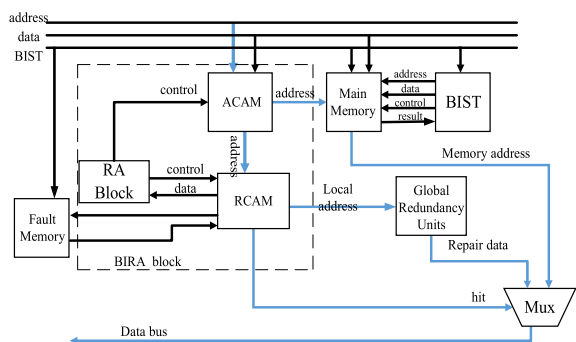 address
data
BIST
control
ACAM
address
Main
Memory
address
data
control
result
BIST
address
Memory address
RA
Block
control
data
RCAM
Local
address
Global
Redundancy
Units
Fault
Memory
BIRA block
Repair data
hit
Mux
Data bus